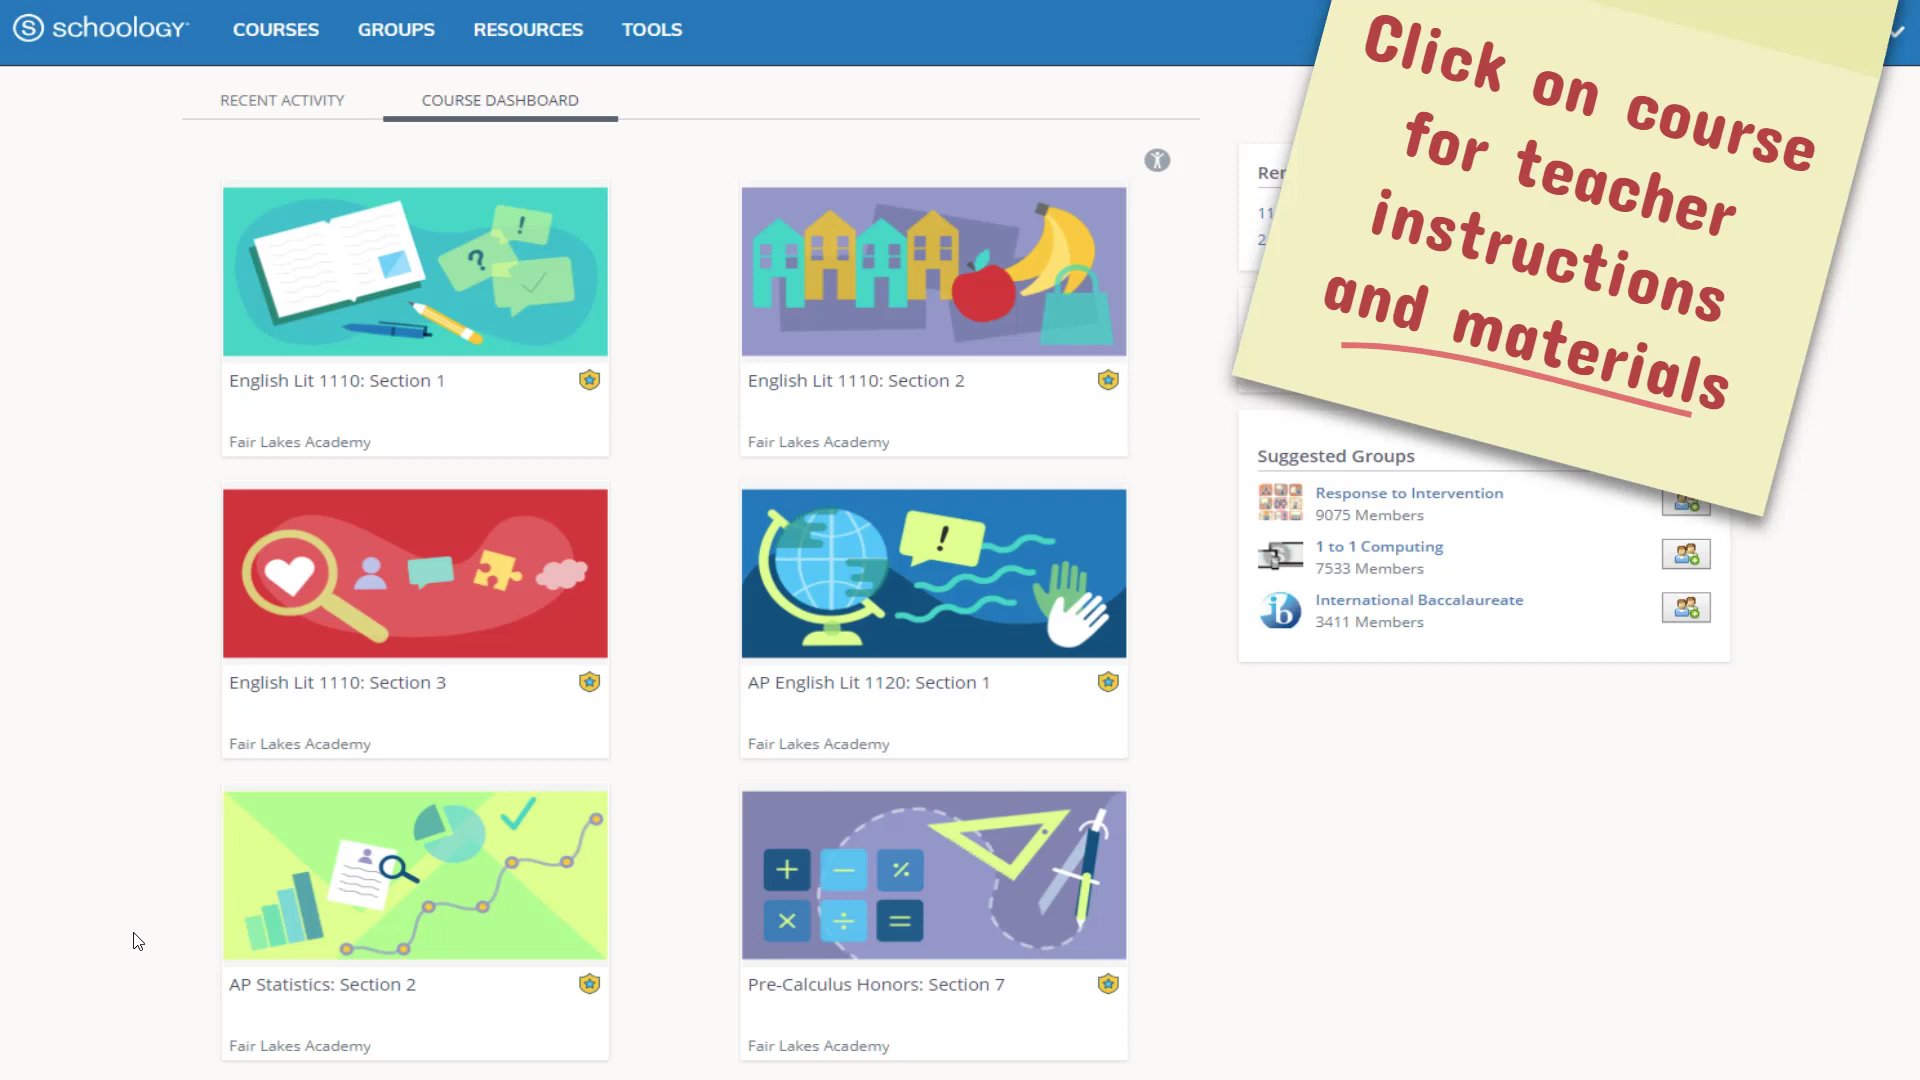 schoology
COURSES
GROUPS
RESOURCES
TOOLS
Click on course
for teacher
instructions
and materials
RECENT ACTIVITY
COURSE DASHBOARD
English Lit 1110: Section 1
Fair Lakes Academy
English Lit 1110: Section 2
Fair Lakes Academy
English Lit 1110: Section 3
Fair Lakes Academy
AP English Lit 1120: Section 1
Fair Lakes Academy
AP Statistics: Section 2
Fair Lakes Academy
Pre-Calculus Honors: Section 7
Fair Lakes Academy
Suggested Groups
Response to Intervention
9075 Members
1 to 1 Computing
7533 Members
International Baccalaureate
3411 Members